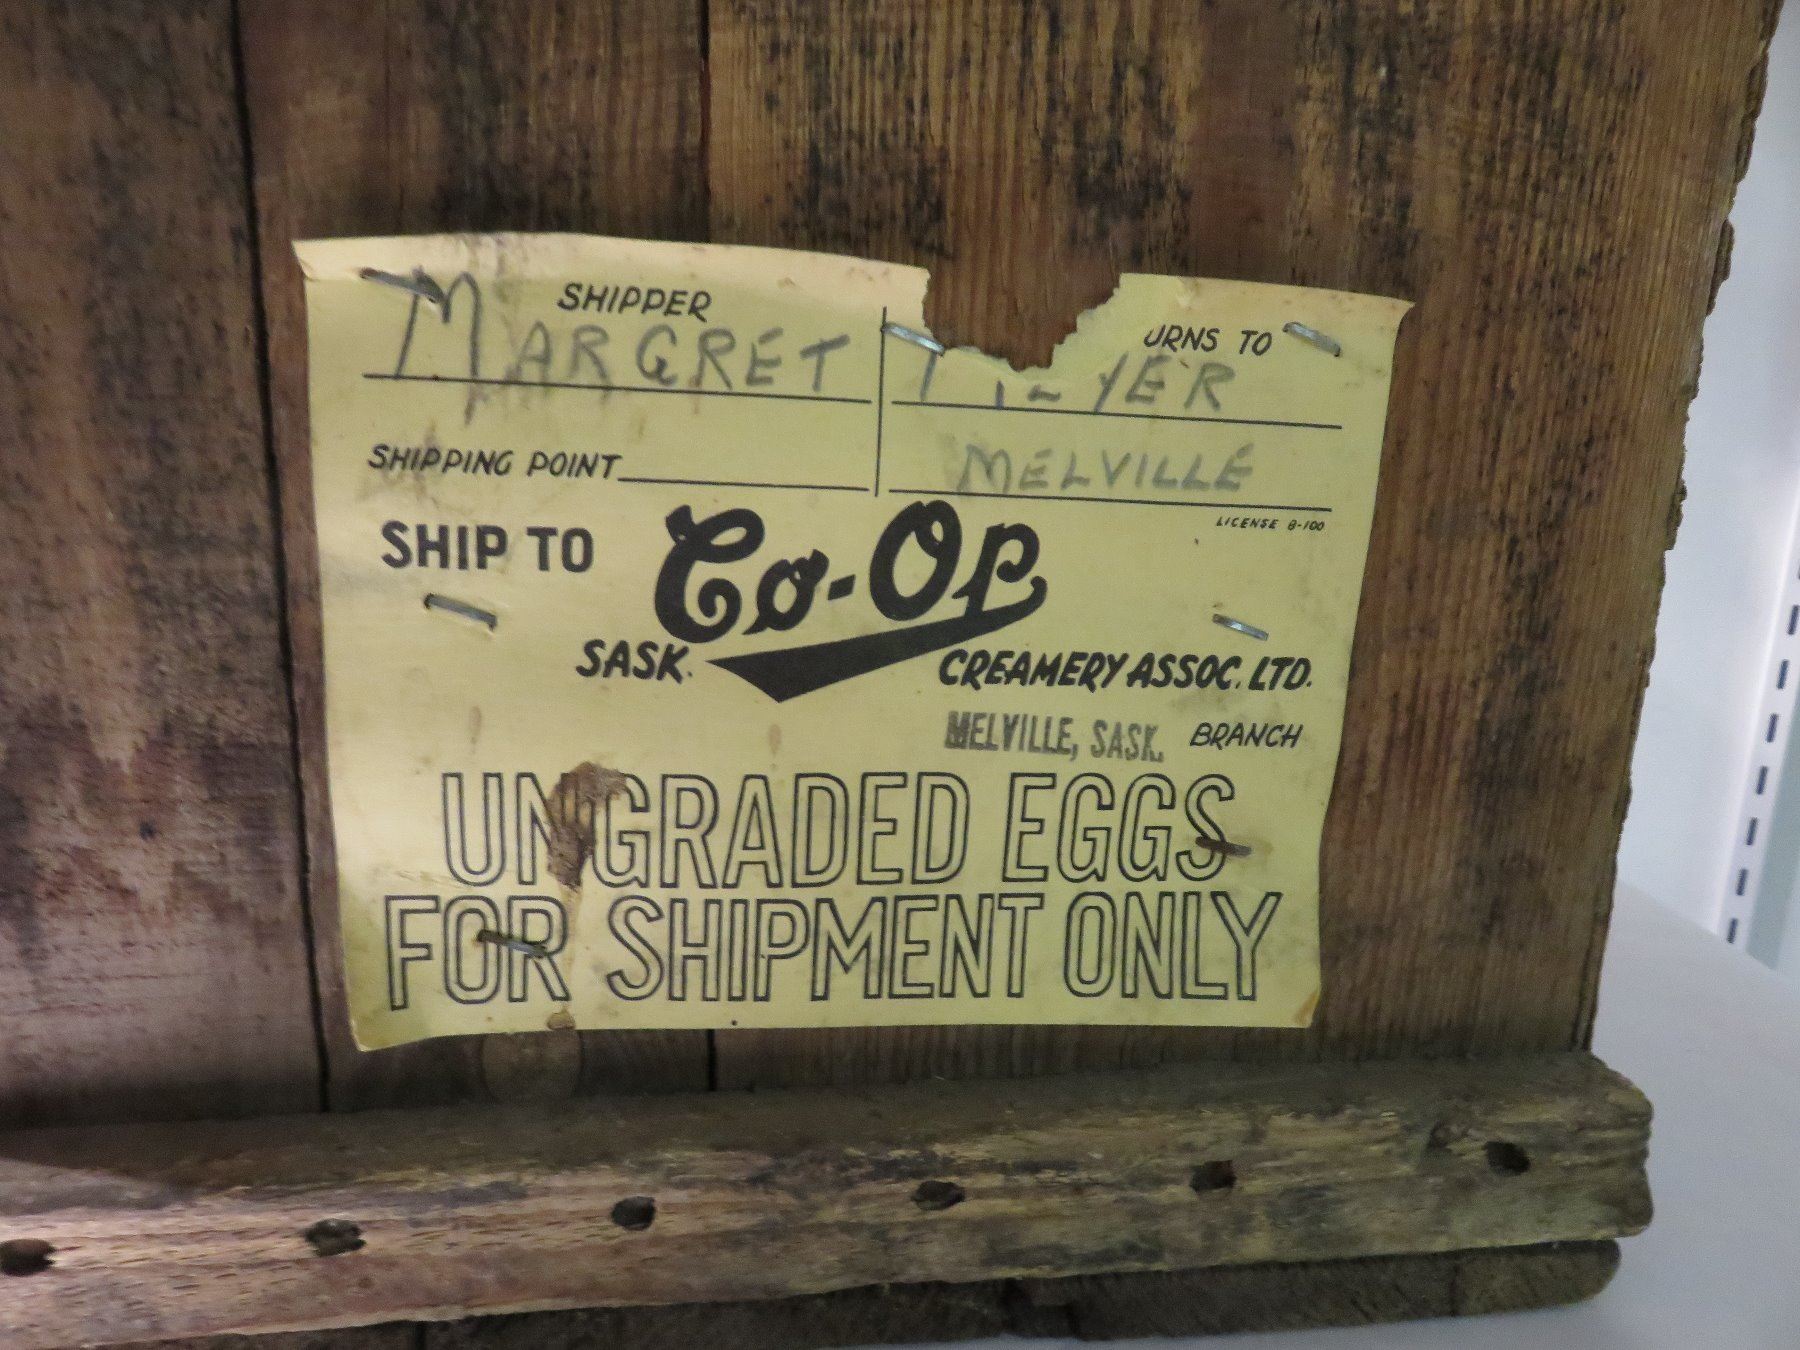 SHIPPER
URNS TO
MARGRET
YER
SHIPPING POINT
MELVILLE
LICENSE B-100
SHIP TO Co-Op
SASK. CREAMERY ASSOC. LTD.
MELVILLE, SASK. BRANCH
UNGRADED EGGS
FOR SHIPMENT ONLY